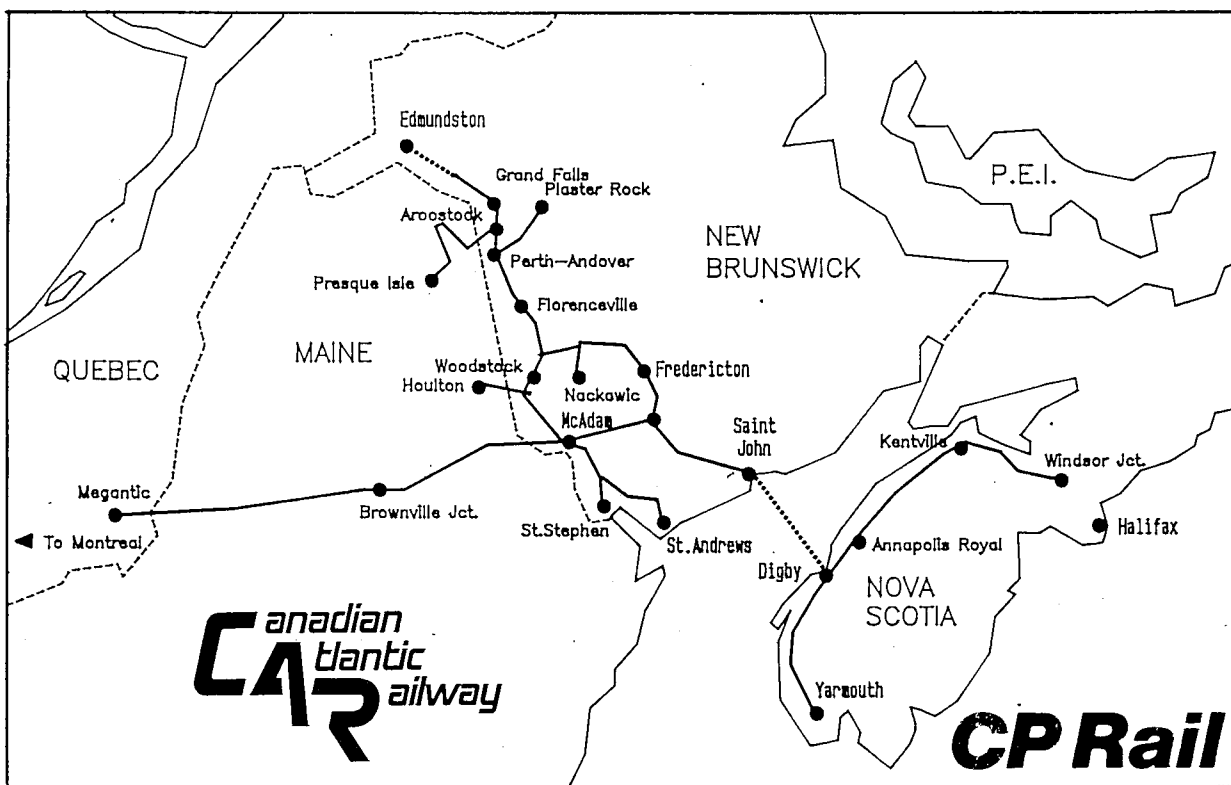 Edmundston
Grand Falls
Plaster Rock
Aroostock
P.E.I.
NEW
BRUNSWICK
Perth-Andover
Presque Isle
Florenceville
MAINE
QUEBEC
Woodstock
Houlton
Nackawic
Fredericton
McAdam
Saint
John
Kentville
Windsor Jct.
Megantic
Brownville Jct.
St.Stephen
St.Andrews
Halifax
To Montreal
Annapolis Royal
Digby
NOVA
SCOTIA
Canadian
Atlantic
Railway
Yarmouth
CP Rail